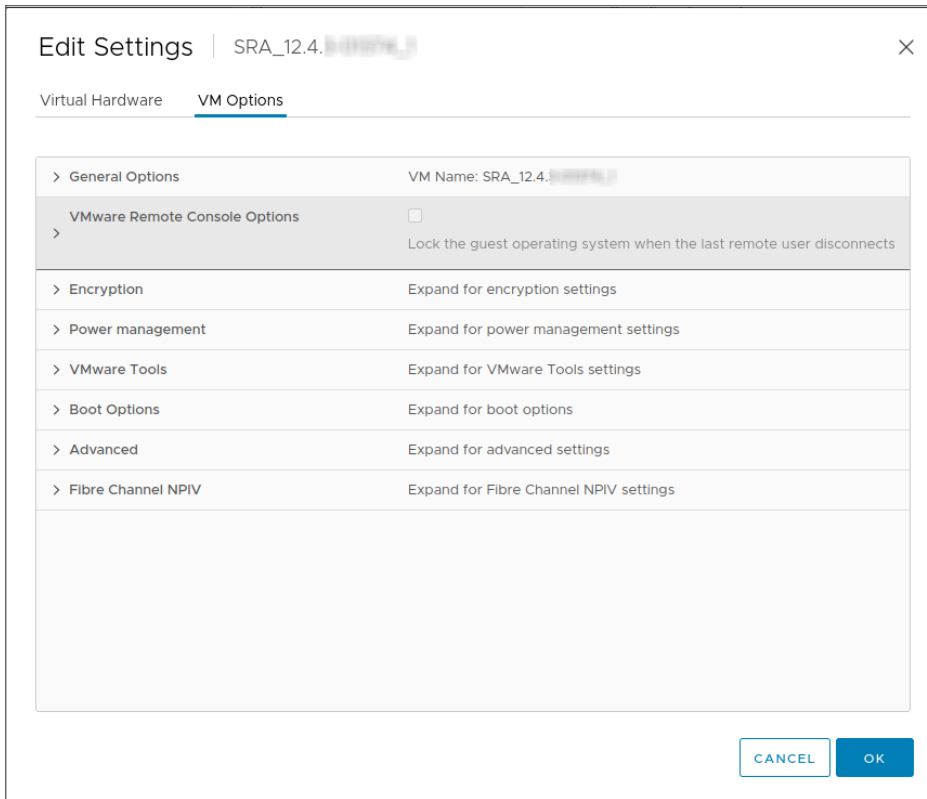 Edit Settings SRA_12.4.
Virtual Hardware VM Options
General Options VM Name: SRA_12.4.
VMware Remote Console Options
Lock the guest operating system when the last remote user disconnects
Encryption Expand for encryption settings
Power management Expand for power management settings
VMware Tools Expand for VMware Tools settings
Boot Options Expand for boot options
Advanced Expand for advanced settings
Fibre Channel NPIV Expand for Fibre Channel NPIV settings
CANCEL OK